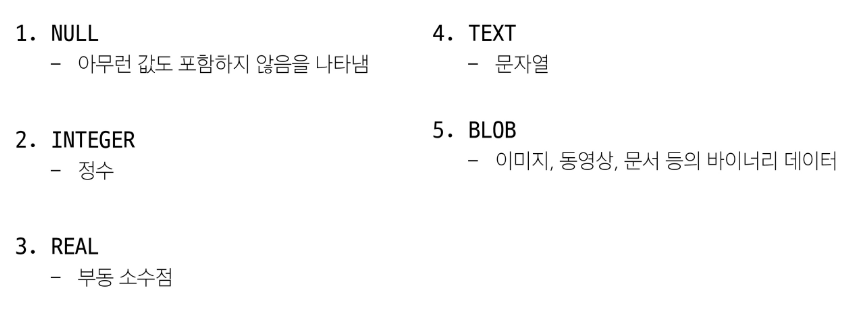 1. NULL
– 아무런 값도 포함하지 않음을 나타냄
2. INTEGER
– 정수
3. REAL
– 부동 소수점
4. TEXT
– 문자열
5. BLOB
– 이미지, 동영상, 문서 등의 바이너리 데이터